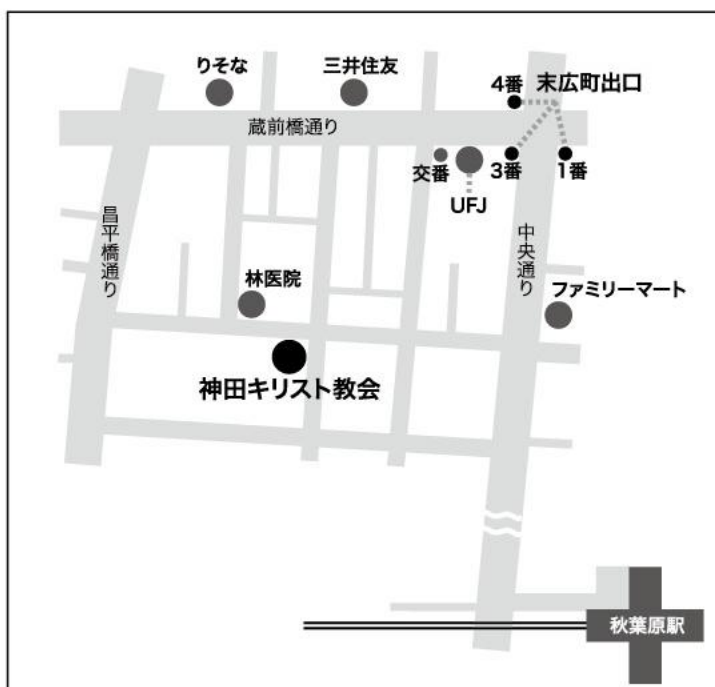 りそな
三井住友
4番
末広町出口
蔵前橋通り
交番
UFJ
3番
1番
昌平橋通り
中央通り
林医院
ファミリーマート
神田キリスト教会
秋葉原駅